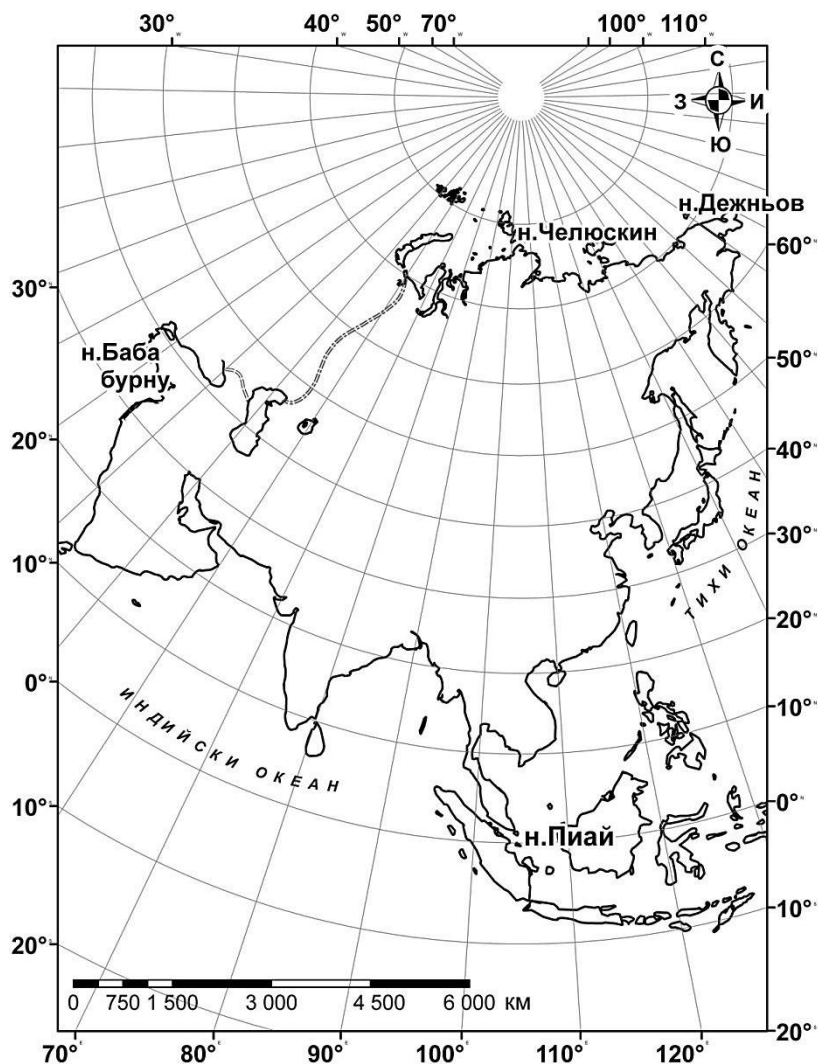 30° 40° 50° 70° 100° 110°
С
З И
Ю
н.Дежньов
н.Челюскин
60°
30°
н.Баба
бурну
50°
20°
40°
ТИХИ ОКЕАН
30°
10°
20°
0°
ИНДИЙСКИ ОКЕАН
10°
10°
0°
н.Пиай
10°
20°
0 750 1 500 3 000 4 500 6 000 км
20°
70° 80° 90° 100° 110° 120°